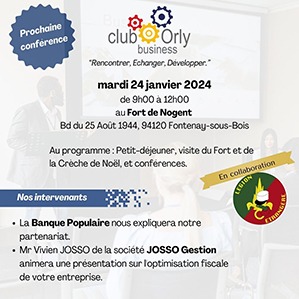 Prochaine
conférence
club Orly
business
"Rencontrer, Echanger, Développer."
mardi 24 janvier 2024
de 9h00 à 12h00
au Fort de Nogent
Bd du 25 Août 1944, 94120 Fontenay-sous-Bois
Au programme : Petit-déjeuner, visite du Fort et de
la Crèche de Noël, et conférences.
En collaboration
LEGION
ETRANGERE
Nos intervenants
• La Banque Populaire nous expliquera notre
partenariat.
• Mr Vivien JOSSO de la société JOSSO Gestion
animera une présentation sur l'optimisation fiscale
de votre entreprise.